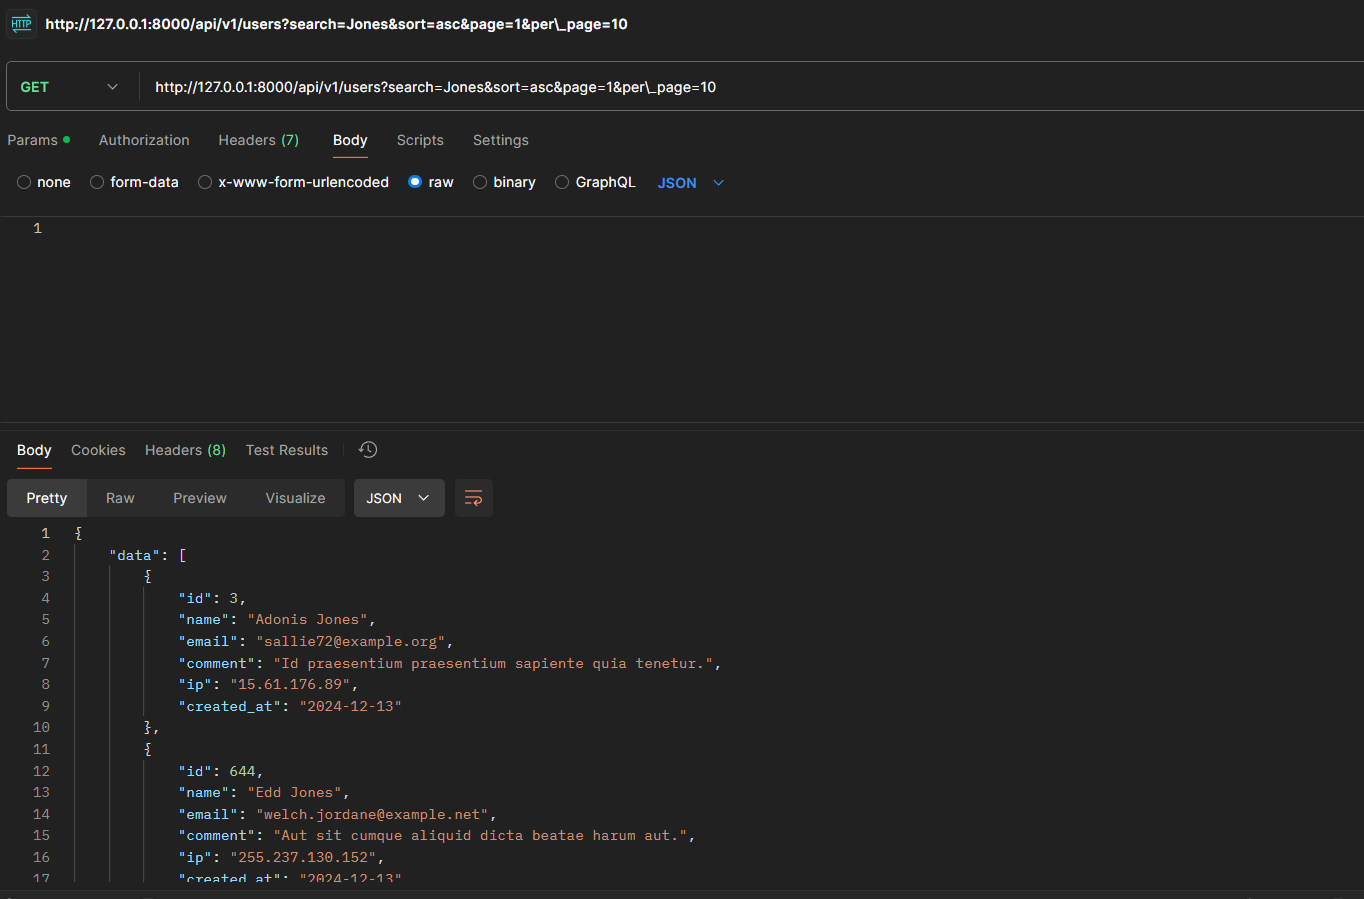 HTTP http://127.0.0.1:8000/api/v1/users?search=Jones&sort=asc&page=1&per\_page=10
GET http://127.0.0.1:8000/api/v1/users?search=Jones&sort=asc&page=1&per\_page=10
Params Authorization Headers (7) Body Scripts Settings
none form-data x-www-form-urlencoded raw binary GraphQL JSON
1
Body Cookies Headers (8) Test Results
Pretty Raw Preview Visualize JSON
1 {
2 "data": [
3 {
4 "id": 3,
5 "name": "Adonis Jones",
6 "email": "sallie72@example.org",
7 "comment": "Id praesentium praesentium sapiente quia tenetur.",
8 "ip": "15.61.176.89",
9 "created_at": "2024-12-13"
10 },
11 {
12 "id": 644,
13 "name": "Edd Jones",
14 "email": "welch.jordane@example.net",
15 "comment": "Aut sit cumque aliquid dicta beatae harum aut.",
16 "ip": "255.237.130.152",
17 "created_at": "2024-12-13"